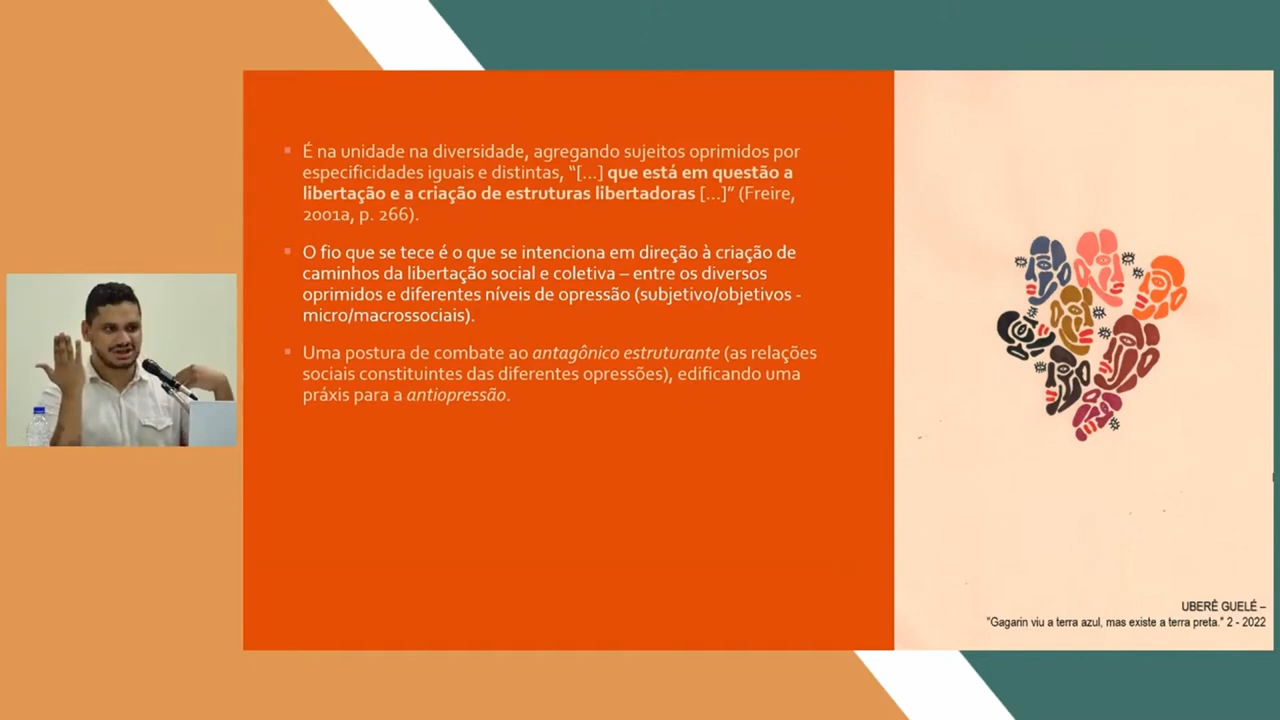 É na unidade na diversidade, agregando sujeitos oprimidos por
especificidades iguais e distintas, “[...] que está em questão a
libertação e a criação de estruturas libertadoras [...]” (Freire,
2001a, p. 266).
O fio que se tece é o que se intenciona em direção à criação de
caminhos da libertação social e coletiva – entre os diversos
oprimidos e diferentes níveis de opressão (subjetivo/objetivos -
micro/macrossociais).
Uma postura de combate ao antagônico estruturante (as relações
sociais constituintes das diferentes opressões), edificando uma
práxis para a antiopressão.
UBERÊ GUELÉ –
"Gagarin viu a terra azul, mas existe a terra preta." 2 - 2022